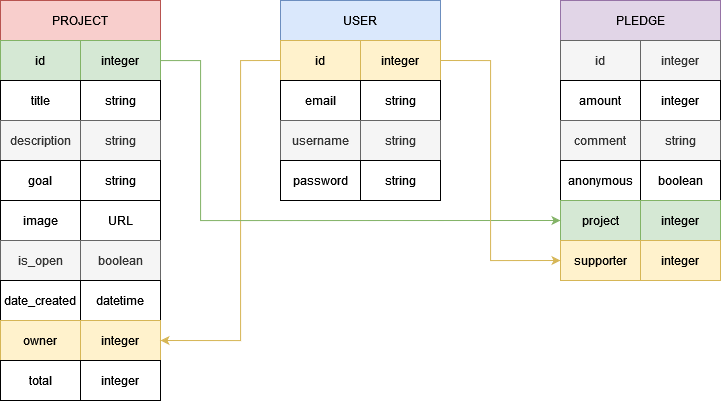 PROJECT
id integer
title string
description string
goal string
image URL
is_open boolean
date_created datetime
owner integer
total integer
USER
id integer
email string
username string
password string
PLEDGE
id integer
amount integer
comment string
anonymous boolean
project integer
supporter integer